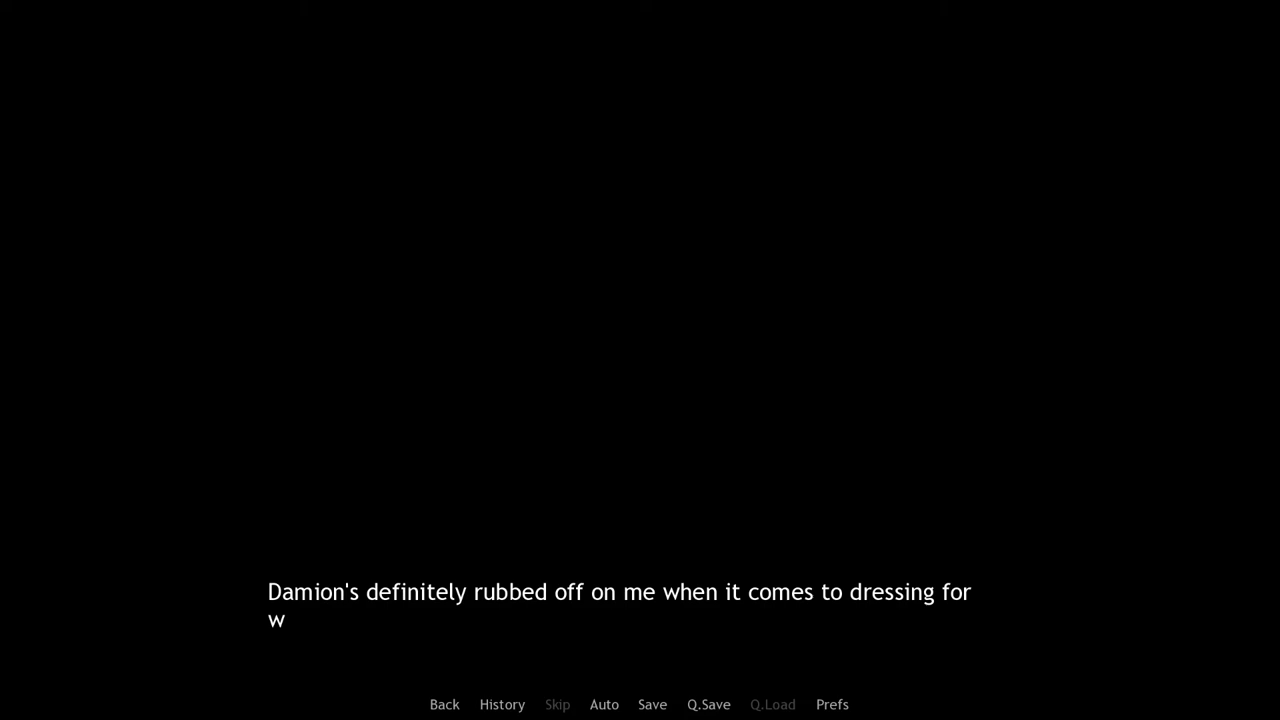 Damion's definitely rubbed off on me when it comes to dressing for
w
Back History Skip Auto Save Q.Save Q.Load Prefs